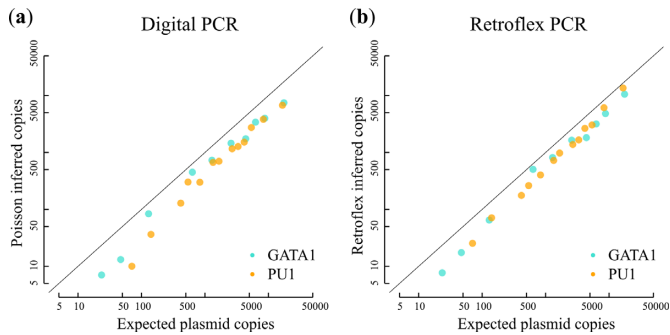 (a) Digital PCR
Poisson inferred copies
50000
5000
500
50
10
5
GATA1
PU1
5 10 50 100 500 5000 50000
Expected plasmid copies
(b) Retroflex PCR
Retroflex inferred copies
50000
5000
500
50
10
5
GATA1
PU1
5 10 50 100 500 5000 50000
Expected plasmid copies